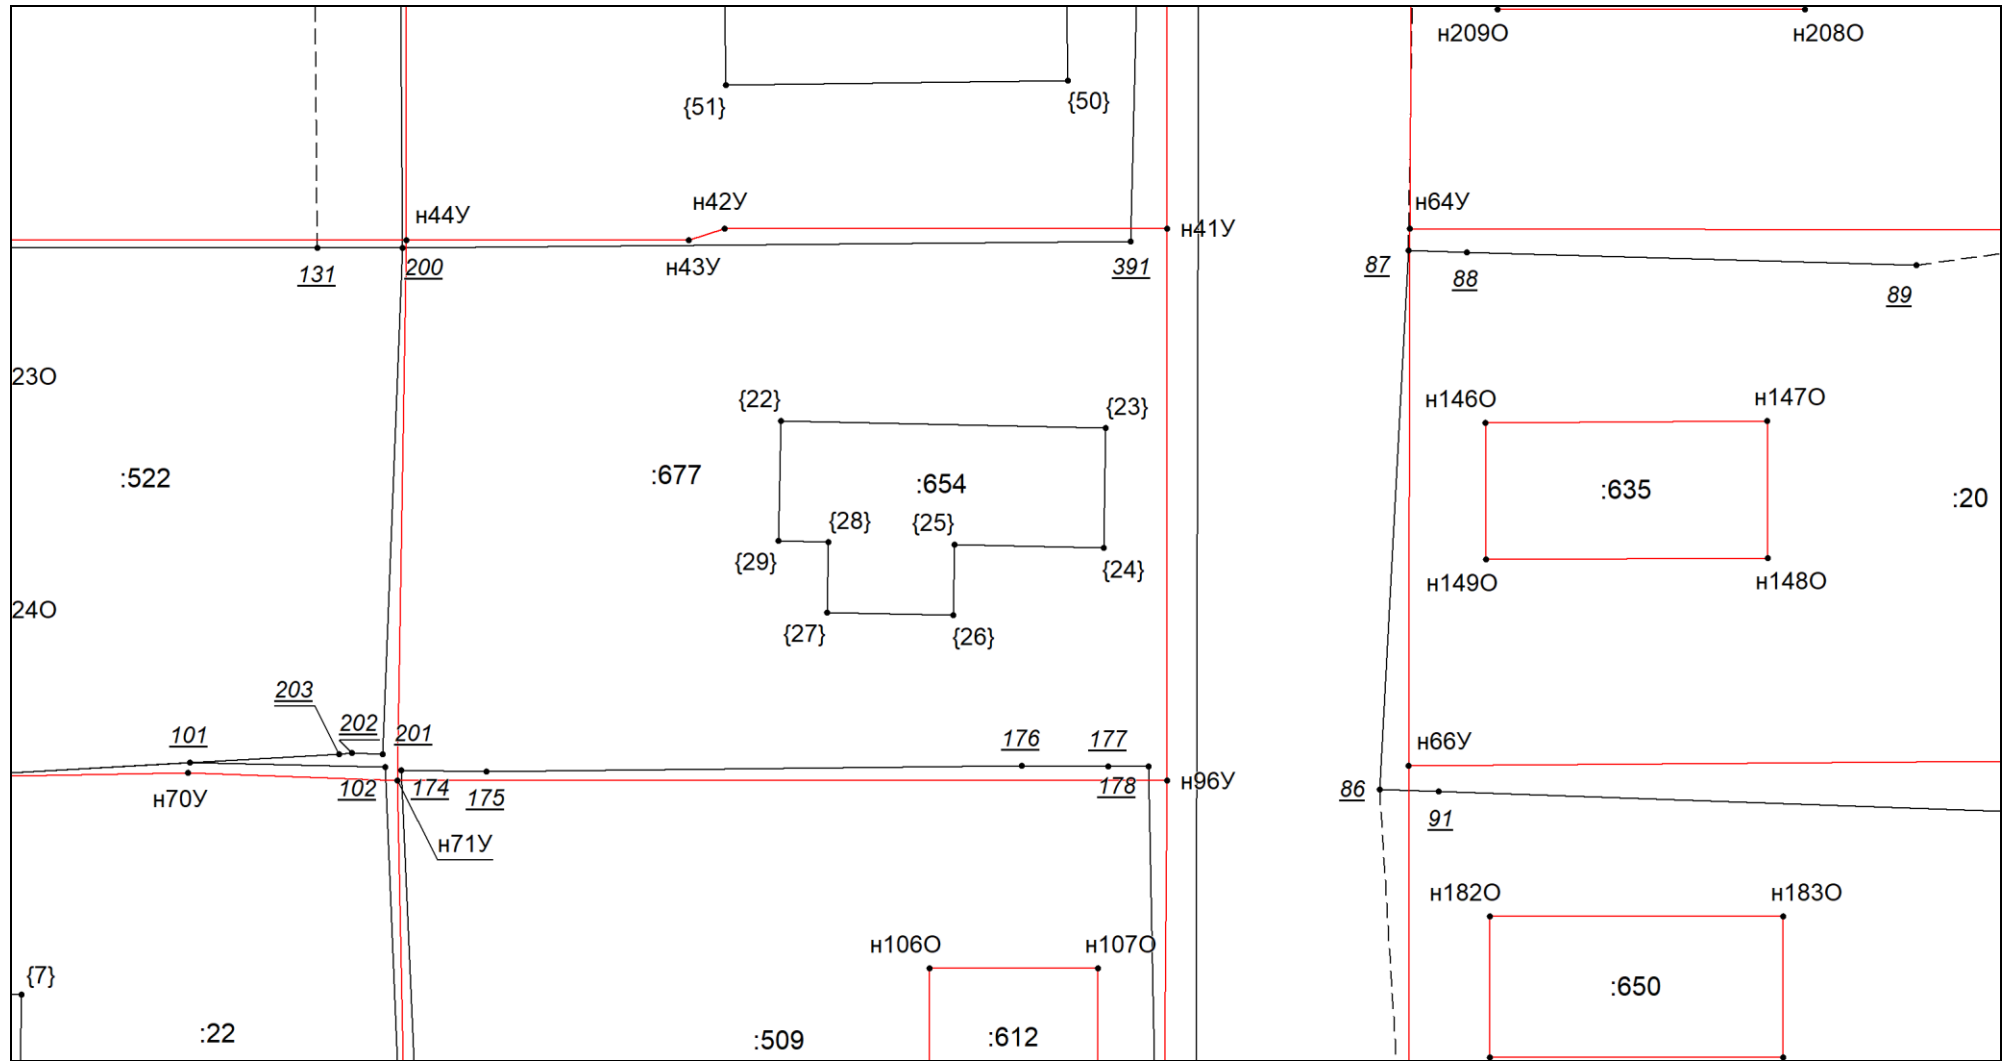 н209О
н208О
{51}
{50}
н44У
н42У
н64У
н41У
131
200
н43У
391
87
88
89
23О
{22}
{23}
н146О
н147О
:522
:677
:654
:635
:20
{28}
{25}
{29}
{24}
н149О
н148О
24О
{27}
{26}
203
202
201
101
176
177
н66У
н70У
102
174
175
178
н96У
86
91
н71У
н182О
н183О
н106О
н107О
{7}
:650
:22
:509
:612